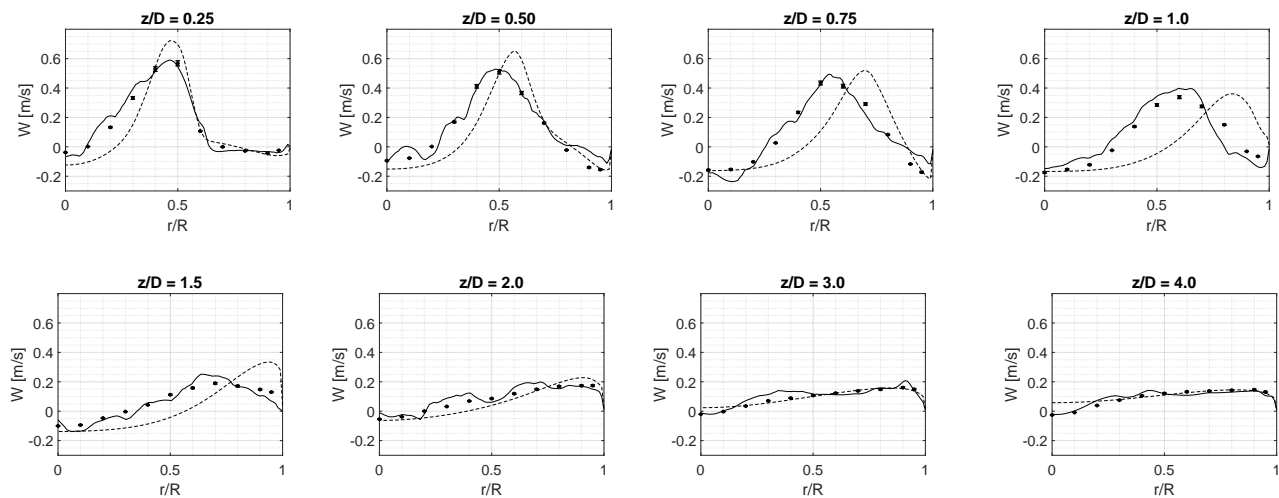 z/D = 0.25
W [m/s]
0.6
0.4
0.2
0
-0.2
0
0.5
1
r/R
z/D = 0.50
W [m/s]
0.6
0.4
0.2
0
-0.2
0
0.5
1
r/R
z/D = 0.75
W [m/s]
0.6
0.4
0.2
0
-0.2
0
0.5
1
r/R
z/D = 1.0
W [m/s]
0.6
0.4
0.2
0
-0.2
0
0.5
1
r/R
z/D = 1.5
W [m/s]
0.6
0.4
0.2
0
-0.2
0
0.5
1
r/R
z/D = 2.0
W [m/s]
0.6
0.4
0.2
0
-0.2
0
0.5
1
r/R
z/D = 3.0
W [m/s]
0.6
0.4
0.2
0
-0.2
0
0.5
1
r/R
z/D = 4.0
W [m/s]
0.6
0.4
0.2
0
-0.2
0
0.5
1
r/R